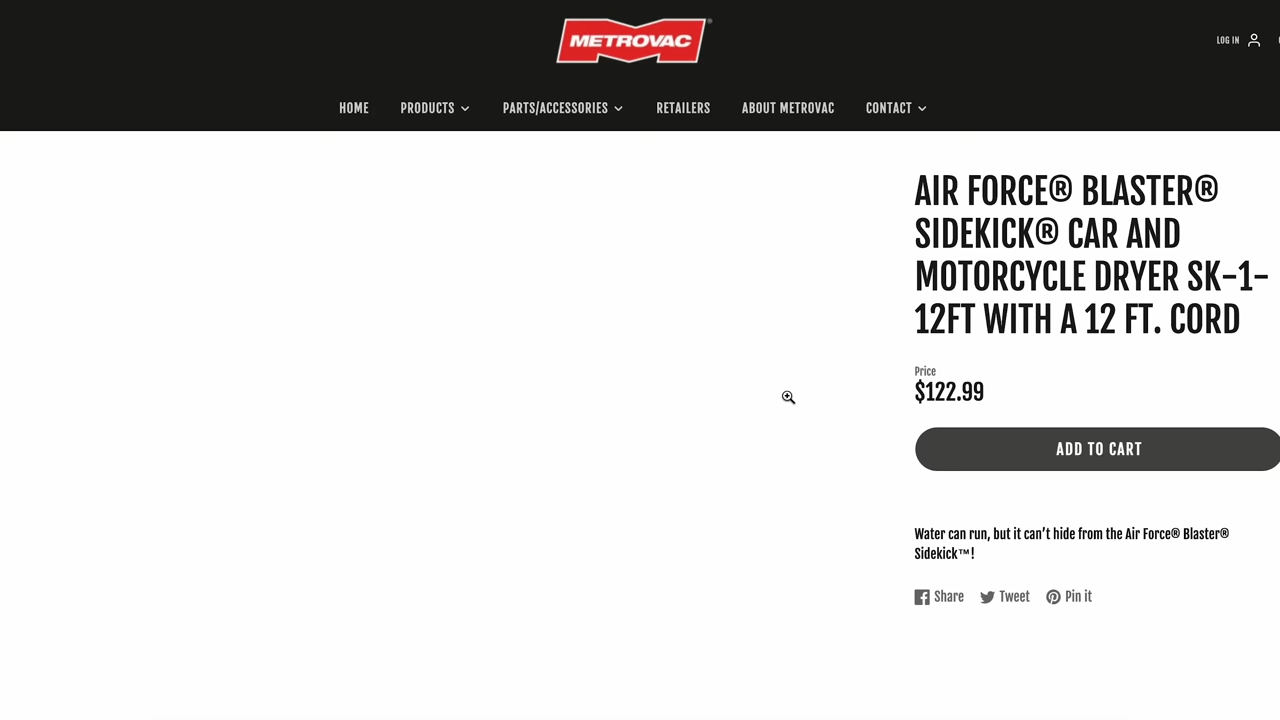 METROVAC®
LOG IN
HOME
PRODUCTS
PARTS/ACCESSORIES
RETAILERS
ABOUT METROVAC
CONTACT
AIR FORCE® BLASTER®
SIDEKICK® CAR AND
MOTORCYCLE DRYER SK-1-
12FT WITH A 12 FT. CORD
Price
$122.99
ADD TO CART
Water can run, but it can’t hide from the Air Force® Blaster®
Sidekick™!
Share
Tweet
Pin it